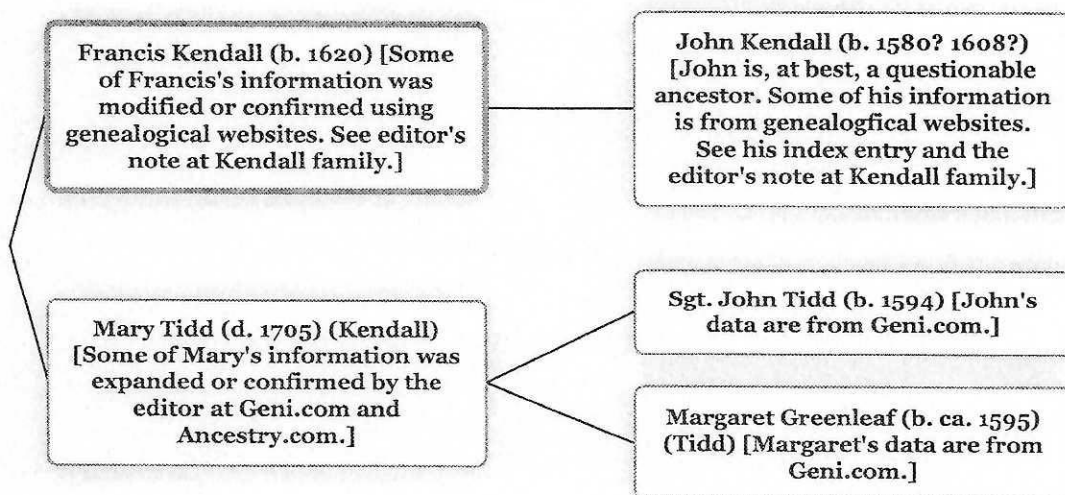 Francis Kendall (b. 1620) [Some
of Francis's information was
modified or confirmed using
genealogical websites. See editor's
note at Kendall family.]
John Kendall (b. 1580? 1608?)
[John is, at best, a questionable
ancestor. Some of his information
is from genealogfical websites.
See his index entry and the
editor's note at Kendall family.]
Mary Tidd (d. 1705) (Kendall)
[Some of Mary's information was
expanded or confirmed by the
editor at Geni.com and
Ancestry.com.]
Sgt. John Tidd (b. 1594) [John's
data are from Geni.com.]
Margaret Greenleaf (b. ca. 1595)
(Tidd) [Margaret's data are from
Geni.com.]